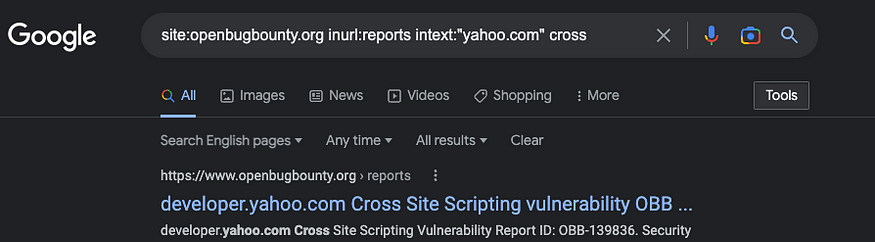 Google
site:openbugbounty.org inurl:reports intext:"yahoo.com" cross
All Images News Videos Shopping More Tools
Search English pages Any time All results Clear
https://www.openbugbounty.org › reports
developer.yahoo.com Cross Site Scripting vulnerability OBB ...
developer.yahoo.com Cross Site Scripting Vulnerability Report ID: OBB-139836. Security